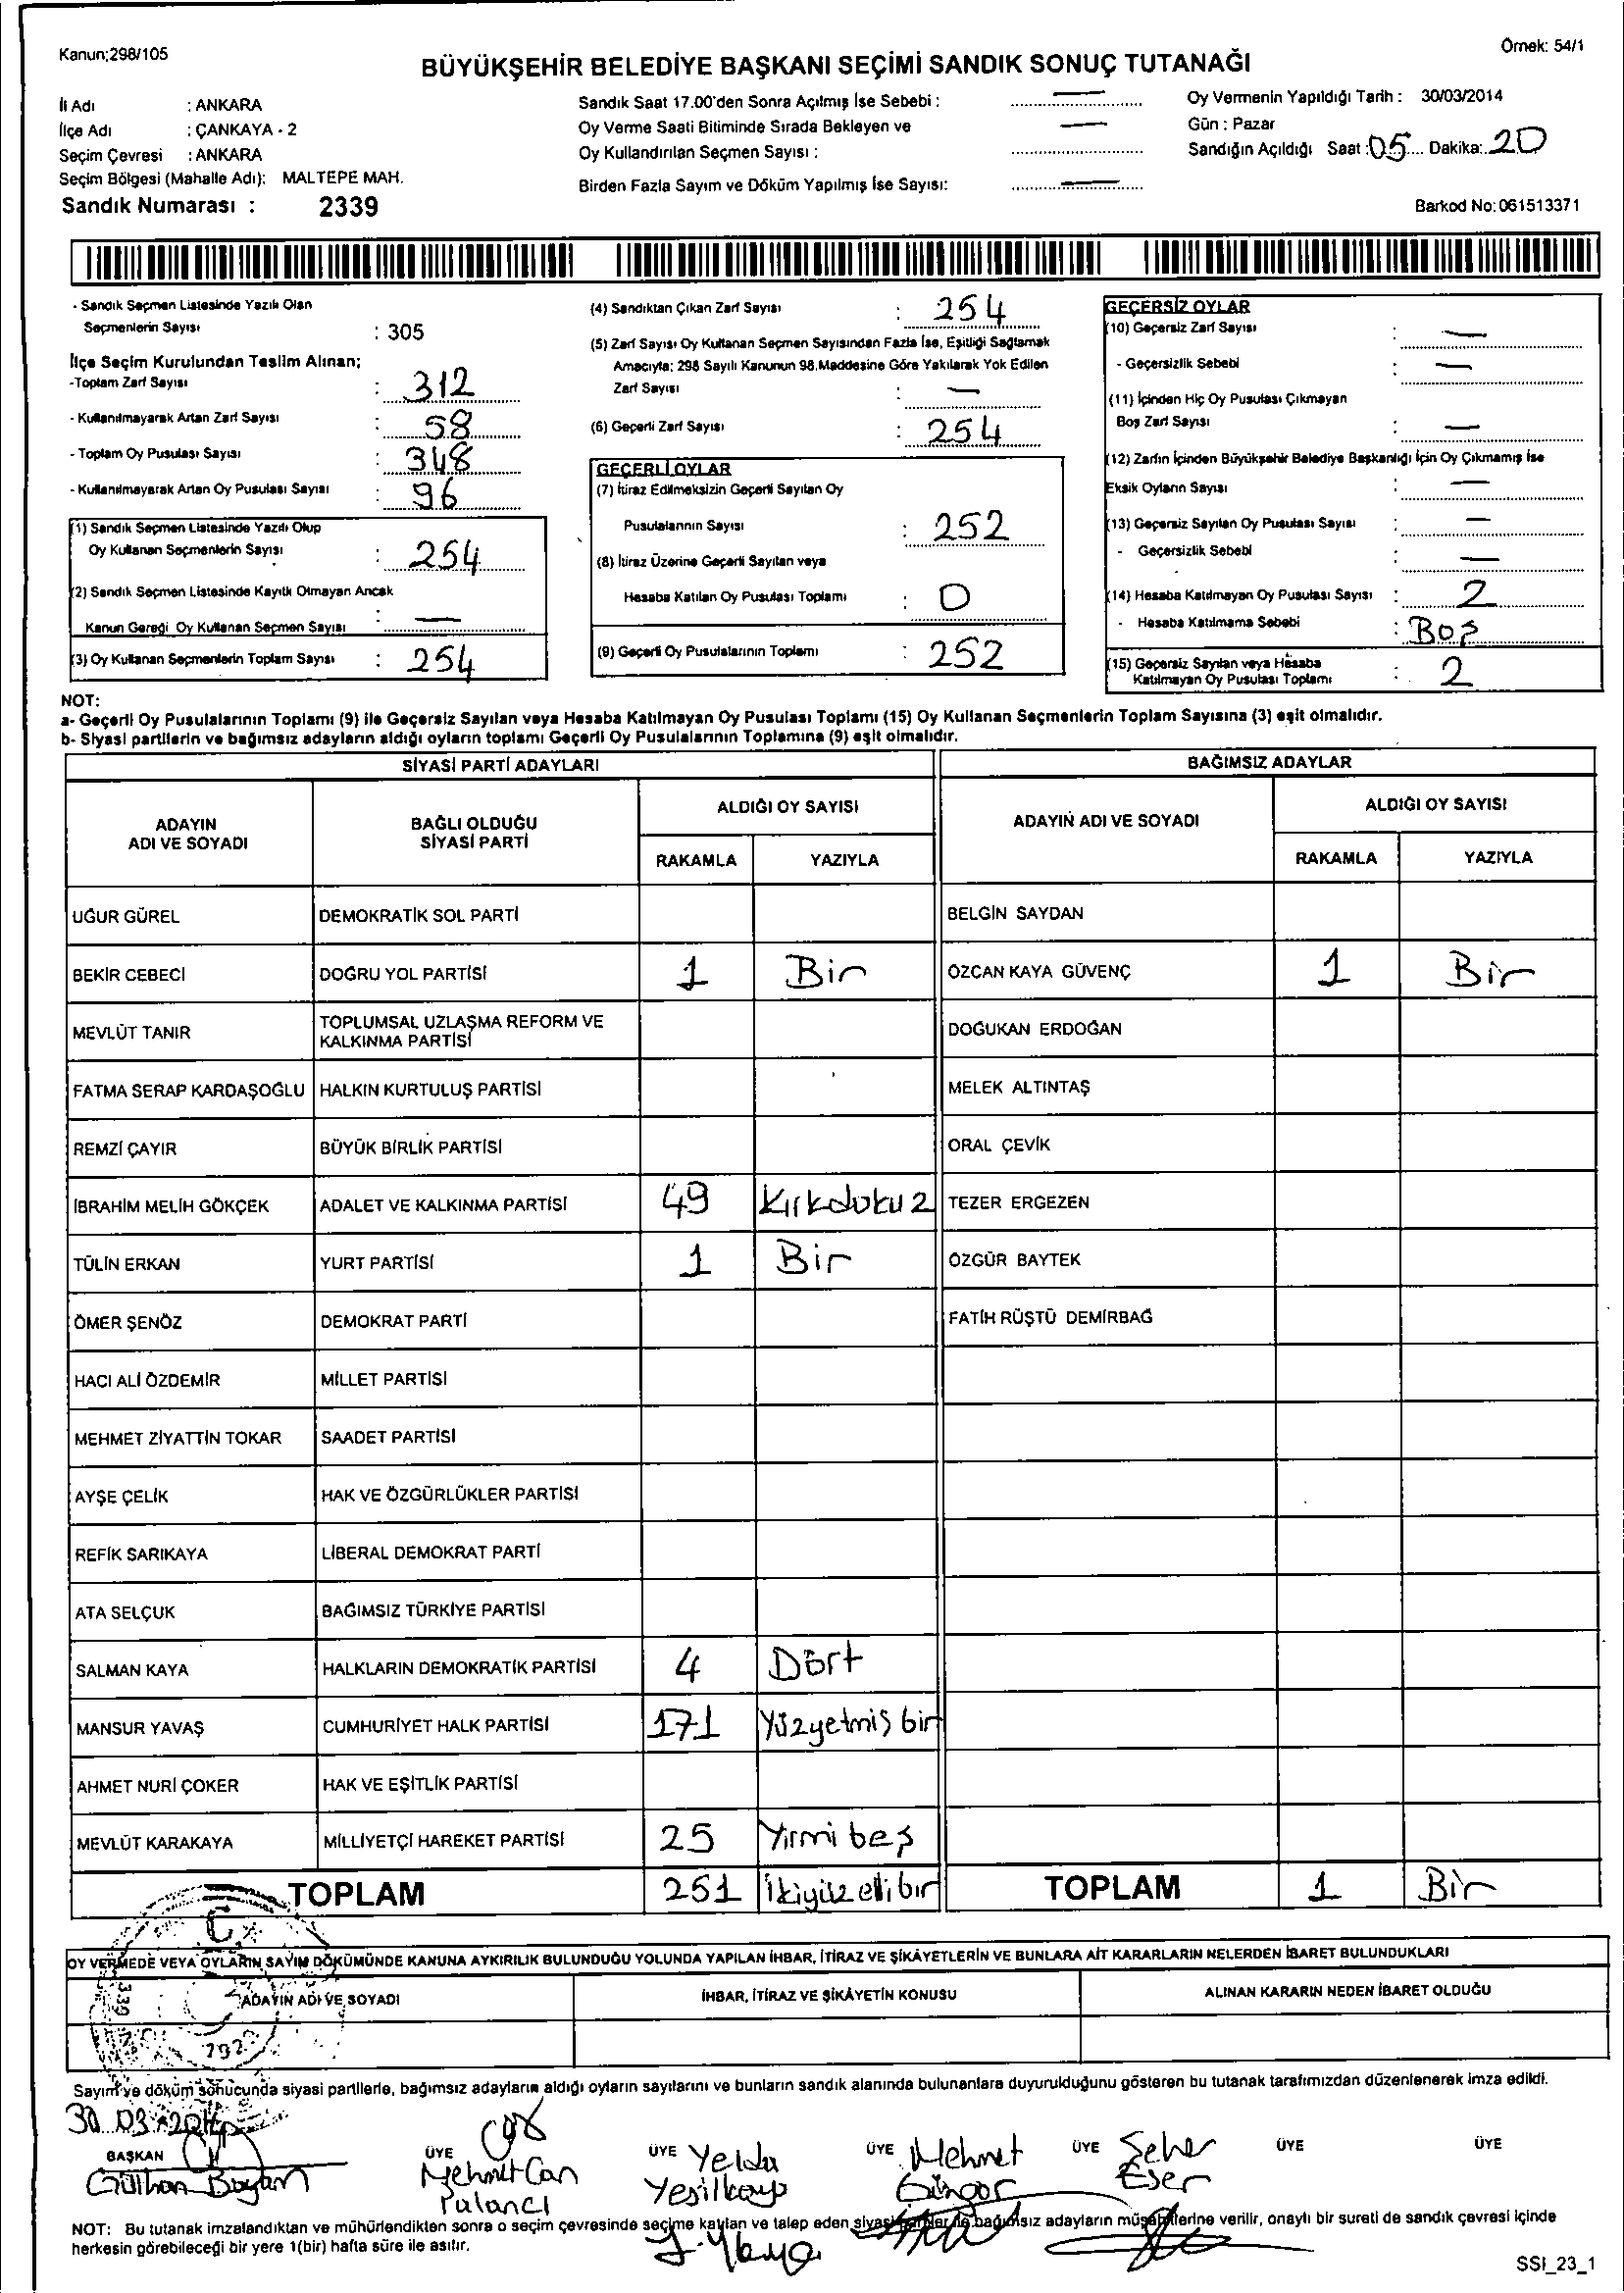 Kanun;298/105
Örnek: 54/1
BÜYÜKŞEHİR BELEDİYE BAŞKANI SEÇİMİ SANDIK SONUÇ TUTANAĞI
İl Adı : ANKARA
İlçe Adı : ÇANKAYA - 2
Seçim Çevresi : ANKARA
Seçim Bölgesi (Mahalle Adı): MALTEPE MAH.
Sandık Numarası : 2339
Sandık Saat 17.00'den Sonra Açılmış İse Sebebi : —
Oy Verme Saati Bitiminde Sırada Bekleyen ve —
Oy Kullandırılan Seçmen Sayısı :
Birden Fazla Sayım ve Döküm Yapılmış İse Sayısı: —
Oy Vermenin Yapıldığı Tarih : 30/03/2014
Gün : Pazar
Sandığın Açıldığı Saat : 05 Dakika: 20
Barkod No: 061513371
- Sandık Seçmen Listesinde Yazılı Olan
Seçmenlerin Sayısı : 305
İlçe Seçim Kurulundan Teslim Alınan;
-Toplam Zarf Sayısı : 312
- Kullanılmayarak Artan Zarf Sayısı : 58
- Toplam Oy Pusulası Sayısı : 348
- Kullanılmayarak Artan Oy Pusulası Sayısı : 96
(1) Sandık Seçmen Listesinde Yazılı Olup
Oy Kullanan Seçmenlerin Sayısı : 254
(2) Sandık Seçmen Listesinde Kayıtlı Olmayan Ancak
Kanun Gereği Oy Kullanan Seçmen Sayısı : —
(3) Oy Kullanan Seçmenlerin Toplam Sayısı : 254
(4) Sandıktan Çıkan Zarf Sayısı : 254
(5) Zarf Sayısı Oy Kullanan Seçmen Sayısından Fazla İse, Eşitliği Sağlamak
Amacıyla; 298 Sayılı Kanunun 98.Maddesine Göre Yakılarak Yok Edilen
Zarf Sayısı : —
(6) Geçerli Zarf Sayısı : 254
GEÇERLİ OYLAR
(7) İtiraz Edilmeksizin Geçerli Sayılan Oy
Pusulalarının Sayısı : 252
(8) İtiraz Üzerine Geçerli Sayılan veya
Hesaba Katılan Oy Pusulası Toplamı : 0
(9) Geçerli Oy Pusulalarının Toplamı : 252
GEÇERSİZ OYLAR
(10) Geçersiz Zarf Sayısı : —
- Geçersizlik Sebebi : —
(11) İçinden Hiç Oy Pusulası Çıkmayan
Boş Zarf Sayısı : —
(12) Zarfın İçinden Büyükşehir Belediye Başkanlığı İçin Oy Çıkmamış İse
Eksik Oyların Sayısı : —
(13) Geçersiz Sayılan Oy Pusulası Sayısı : —
- Geçersizlik Sebebi : —
(14) Hesaba Katılmayan Oy Pusulası Sayısı : 2
- Hesaba Katılmama Sebebi : Boş
(15) Geçersiz Sayılan veya Hesaba
Katılmayan Oy Pusulası Toplamı : 2
NOT:
a- Geçerli Oy Pusulalarının Toplamı (9) ile Geçersiz Sayılan veya Hesaba Katılmayan Oy Pusulası Toplamı (15) Oy Kullanan Seçmenlerin Toplam Sayısına (3) eşit olmalıdır.
b- Siyasi partilerin ve bağımsız adayların aldığı oyların toplamı Geçerli Oy Pusulalarının Toplamına (9) eşit olmalıdır.
SİYASİ PARTİ ADAYLARI BAĞIMSIZ ADAYLAR
ADAYIN ADI VE SOYADI BAĞLI OLDUĞU SİYASİ PARTİ ALDIĞI OY SAYISI ADAYIN ADI VE SOYADI ALDIĞI OY SAYISI
RAKAMLA YAZIYLA RAKAMLA YAZIYLA
UĞUR GÜREL DEMOKRATİK SOL PARTİ BELGİN SAYDAN
BEKİR CEBECİ DOĞRU YOL PARTİSİ 1 Bir ÖZCAN KAYA GÜVENÇ 1 Bir
MEVLÜT TANIR TOPLUMSAL UZLAŞMA REFORM VE KALKINMA PARTİSİ DOĞUKAN ERDOĞAN
FATMA SERAP KARDAŞOĞLU HALKIN KURTULUŞ PARTİSİ MELEK ALTINTAŞ
REMZİ ÇAYIR BÜYÜK BİRLİK PARTİSİ ORAL ÇEVİK
İBRAHİM MELİH GÖKÇEK ADALET VE KALKINMA PARTİSİ 49 Kırkdokuz TEZER ERGEZEN
TÜLİN ERKAN YURT PARTİSİ 1 Bir ÖZGÜR BAYTEK
ÖMER ŞENÖZ DEMOKRAT PARTİ FATİH RÜŞTÜ DEMİRBAĞ
HACI ALİ ÖZDEMİR MİLLET PARTİSİ
MEHMET ZİYATTİN TOKAR SAADET PARTİSİ
AYŞE ÇELİK HAK VE ÖZGÜRLÜKLER PARTİSİ
REFİK SARIKAYA LİBERAL DEMOKRAT PARTİ
ATA SELÇUK BAĞIMSIZ TÜRKİYE PARTİSİ
SALMAN KAYA HALKLARIN DEMOKRATİK PARTİSİ 4 Dört
MANSUR YAVAŞ CUMHURİYET HALK PARTİSİ 171 Yüzyetmiş bir
AHMET NURİ ÇOKER HAK VE EŞİTLİK PARTİSİ
MEVLÜT KARAKAYA MİLLİYETÇİ HAREKET PARTİSİ 25 Yirmi beş
TOPLAM 251 İkiyüz elli bir TOPLAM 1 Bir
OY VERMEDE VEYA OYLARIN SAYIM DÖKÜMÜNDE KANUNA AYKIRILIK BULUNDUĞU YOLUNDA YAPILAN İHBAR, İTİRAZ VE ŞİKÂYETLERİN VE BUNLARA AİT KARARLARIN NELERDEN İBARET BULUNDUKLARI
ADAYIN ADI VE SOYADI İHBAR, İTİRAZ VE ŞİKÂYETİN KONUSU ALINAN KARARIN NEDEN İBARET OLDUĞU
Sayım ve döküm sonucunda siyasi partilerle, bağımsız adayların aldığı oyların sayılarını ve bunların sandık alanında bulunanlara duyurulduğunu gösteren bu tutanak tarafımızdan düzenlenerek imza edildi.
30.03.2014
BAŞKAN ÜYE ÜYE Yelda ÜYE Mehmet ÜYE Seher ÜYE ÜYE
Gülhan Mehmet Can Yeşilkaya Güngör Eser
Palancı
NOT: Bu tutanak imzalandıktan ve mühürlendikten sonra o seçim çevresinde seçime katılan ve talep eden siyasi partiler ile bağımsız adayların müşahitlerine verilir, onaylı bir sureti de sandık çevresi içinde
herkesin görebileceği bir yere 1(bir) hafta süre ile asılır.
SSI_23_1